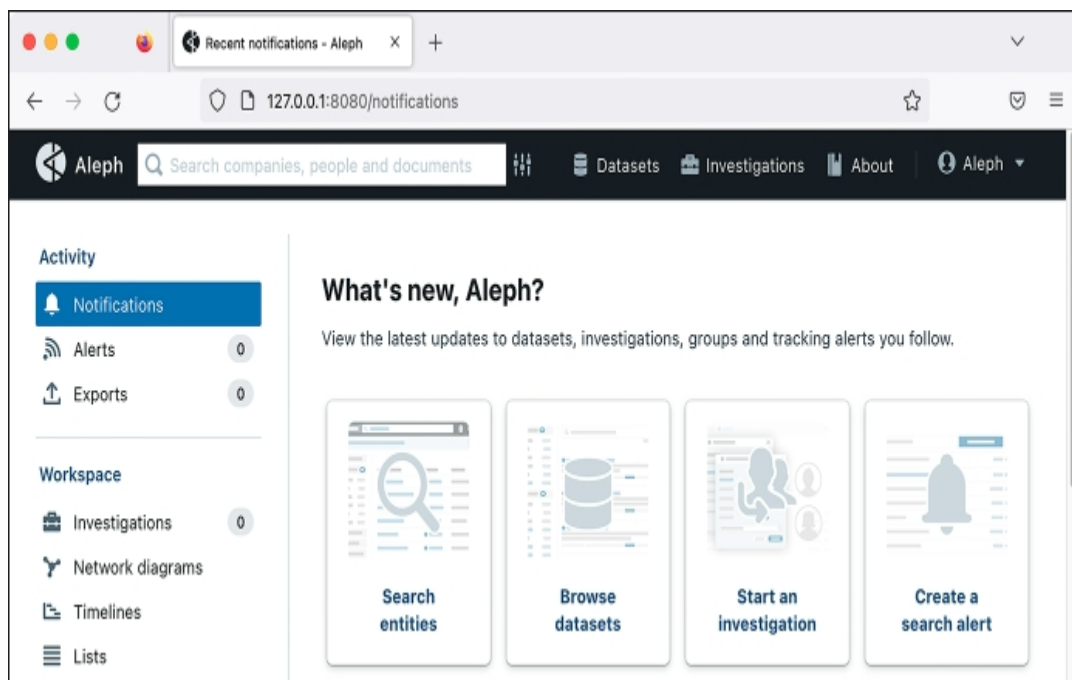 Recent notifications - Aleph
127.0.0.1:8080/notifications
Aleph
Search companies, people and documents
Datasets
Investigations
About
Aleph
Activity
Notifications
Alerts 0
Exports 0
Workspace
Investigations 0
Network diagrams
Timelines
Lists
What's new, Aleph?
View the latest updates to datasets, investigations, groups and tracking alerts you follow.
Search
entities
Browse
datasets
Start an
investigation
Create a
search alert